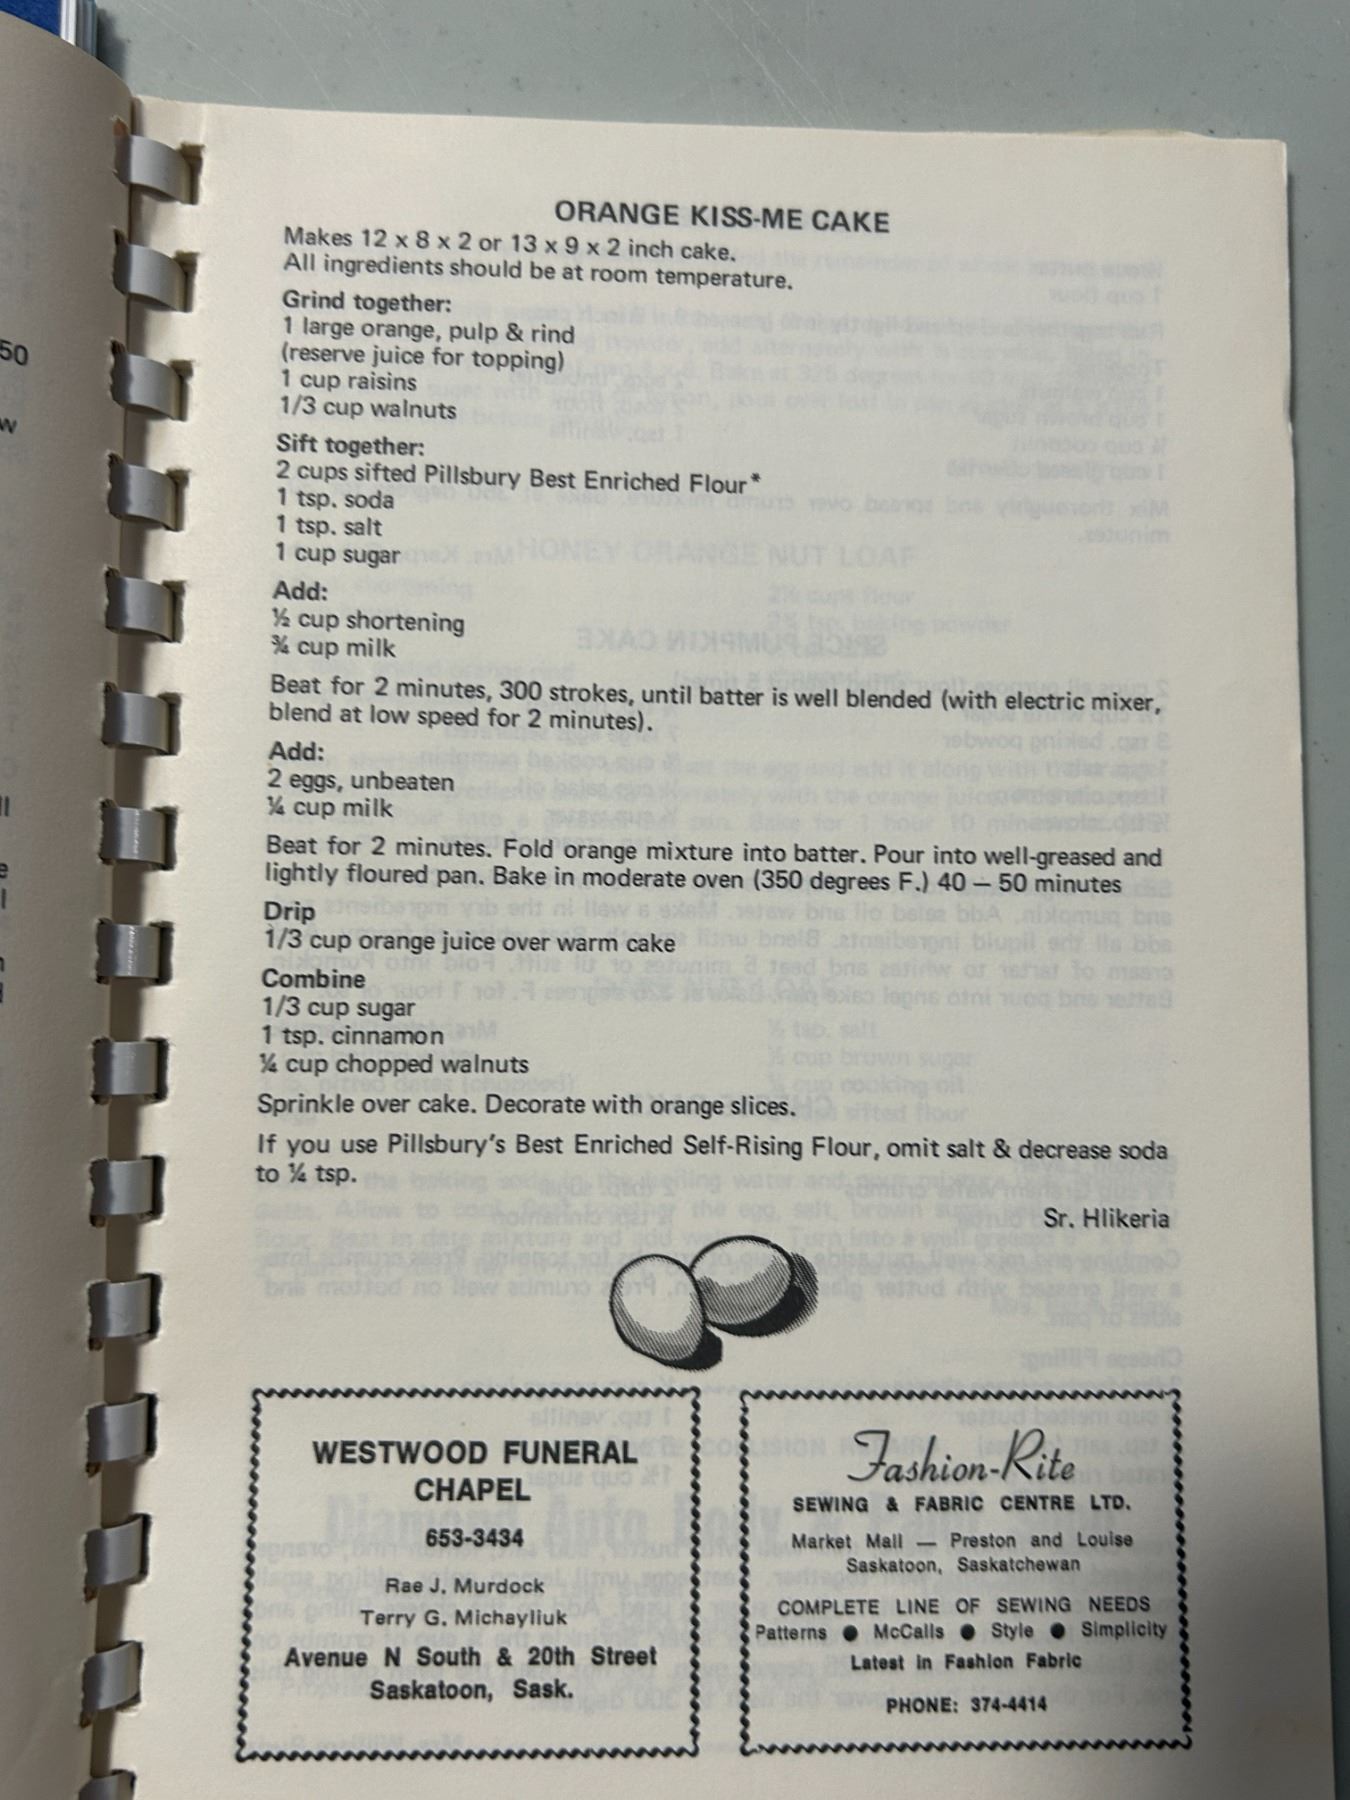 50
w
ORANGE KISS-ME CAKE
Makes 12 x 8 x 2 or 13 x 9 x 2 inch cake.
All ingredients should be at room temperature.
Grind together:
1 large orange, pulp & rind
(reserve juice for topping)
1 cup raisins
1/3 cup walnuts
Sift together:
2 cups sifted Pillsbury Best Enriched Flour*
1 tsp. soda
1 tsp. salt
1 cup sugar
Add:
½ cup shortening
¾ cup milk
Beat for 2 minutes, 300 strokes, until batter is well blended (with electric mixer,
blend at low speed for 2 minutes).
Add:
2 eggs, unbeaten
¼ cup milk
Beat for 2 minutes. Fold orange mixture into batter. Pour into well-greased and
lightly floured pan. Bake in moderate oven (350 degrees F.) 40 — 50 minutes
Drip
1/3 cup orange juice over warm cake
Combine
1/3 cup sugar
1 tsp. cinnamon
¼ cup chopped walnuts
Sprinkle over cake. Decorate with orange slices.
If you use Pillsbury's Best Enriched Self-Rising Flour, omit salt & decrease soda
to ¼ tsp.
Sr. Hlikeria
WESTWOOD FUNERAL
CHAPEL
653-3434
Rae J. Murdock
Terry G. Michayliuk
Avenue N South & 20th Street
Saskatoon, Sask.
Fashion-Rite
SEWING & FABRIC CENTRE LTD.
Market Mall — Preston and Louise
Saskatoon, Saskatchewan
COMPLETE LINE OF SEWING NEEDS
Patterns ● McCalls ● Style ● Simplicity
Latest in Fashion Fabric
PHONE: 374-4414